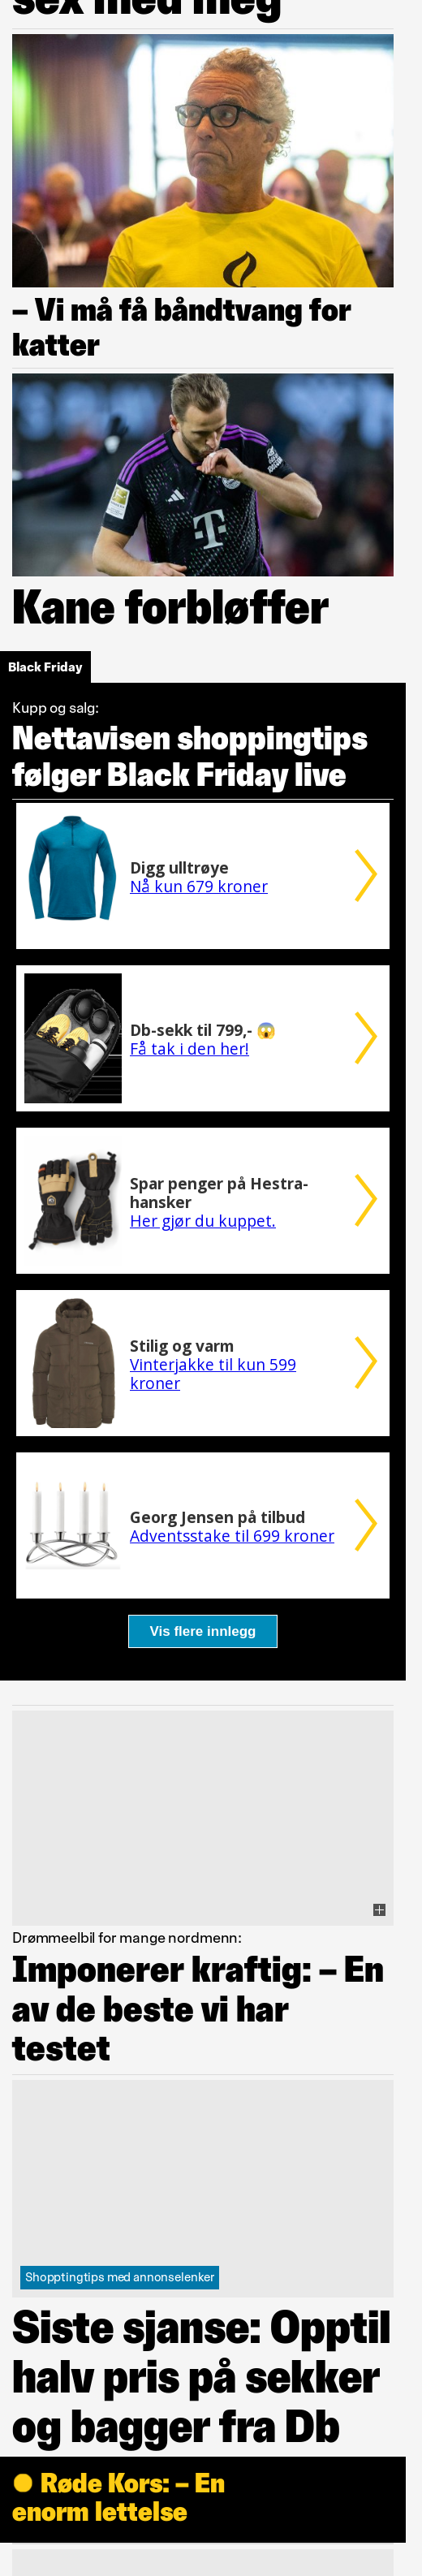 sex med meg
– Vi må få båndtvang for
katter
T
Kane forbløffer
Black Friday
Kupp og salg:
Nettavisen shoppingtips
følger Black Friday live
Digg ulltrøye
Nå kun 679 kroner
Db-sekk til 799,- 😱
Få tak i den her!
Spar penger på Hestra-
hansker
Her gjør du kuppet.
Stilig og varm
Vinterjakke til kun 599
kroner
Georg Jensen på tilbud
Adventsstake til 699 kroner
Vis flere innlegg
Drømmeelbil for mange nordmenn:
Imponerer kraftig: – En
av de beste vi har
testet
Shopptingtips med annonselenker
Siste sjanse: Opptil
halv pris på sekker
og bagger fra Db
Røde Kors: – En
enorm lettelse